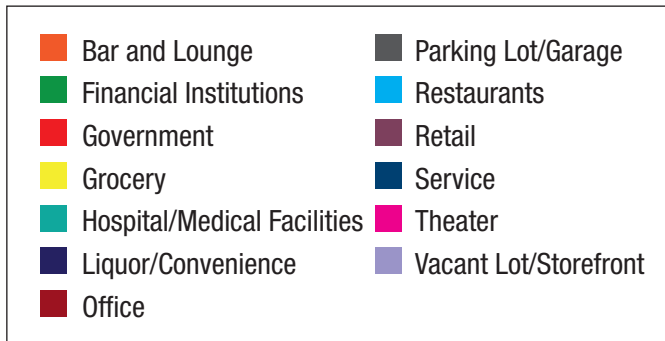 Bar and Lounge
Financial Institutions
Government
Grocery
Hospital/Medical Facilities
Liquor/Convenience
Office
Parking Lot/Garage
Restaurants
Retail
Service
Theater
Vacant Lot/Storefront